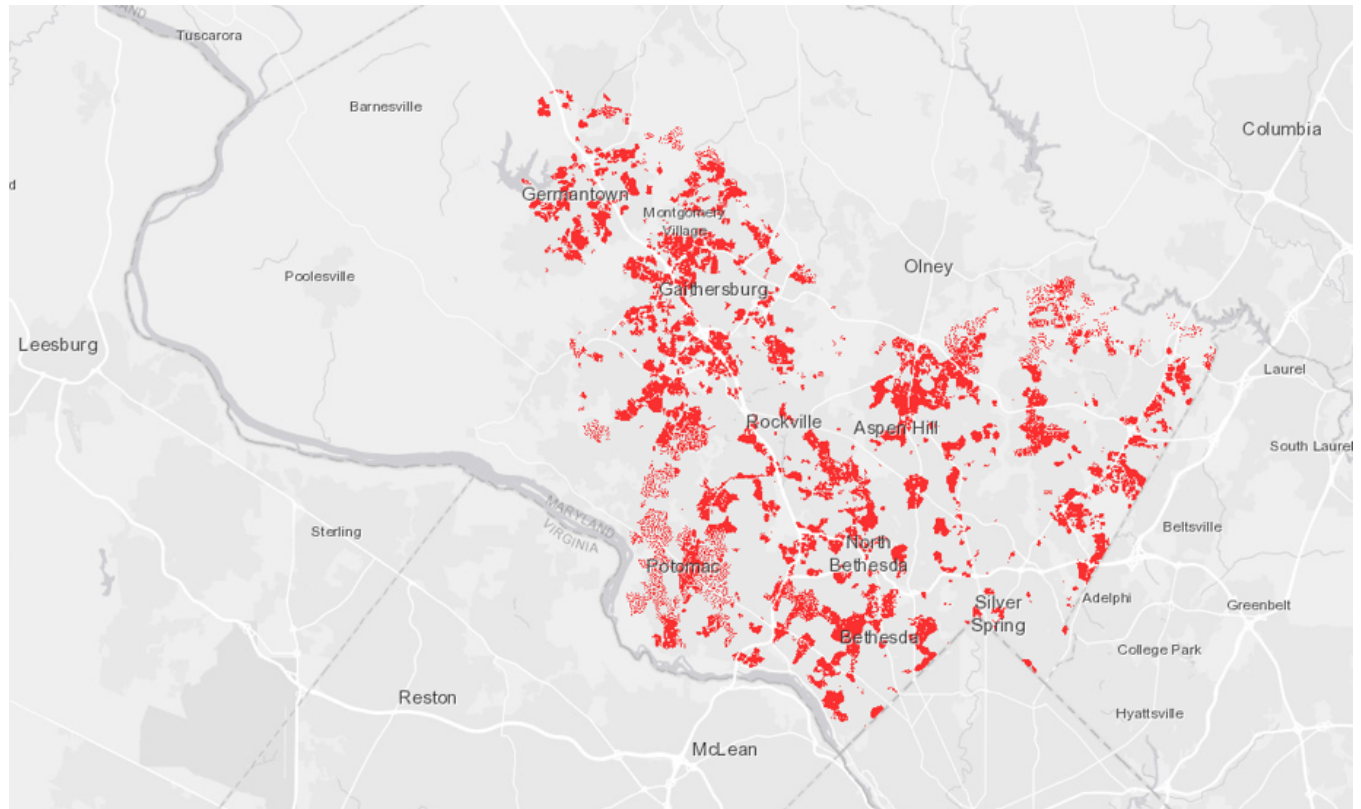 LAND
Tuscarora
Barnesville
Columbia
d
Germantown
Montgomery
Village
Olney
Poolesville
Gaithersburg
Leesburg
Laurel
Rockville
Aspen Hill
South Laurel
MARYLAND
VIRGINIA
Sterling
Beltsville
North
Bethesda
Potomac
Silver
Spring
Adelphi
Greenbelt
Bethesda
College Park
Reston
Hyattsville
McLean